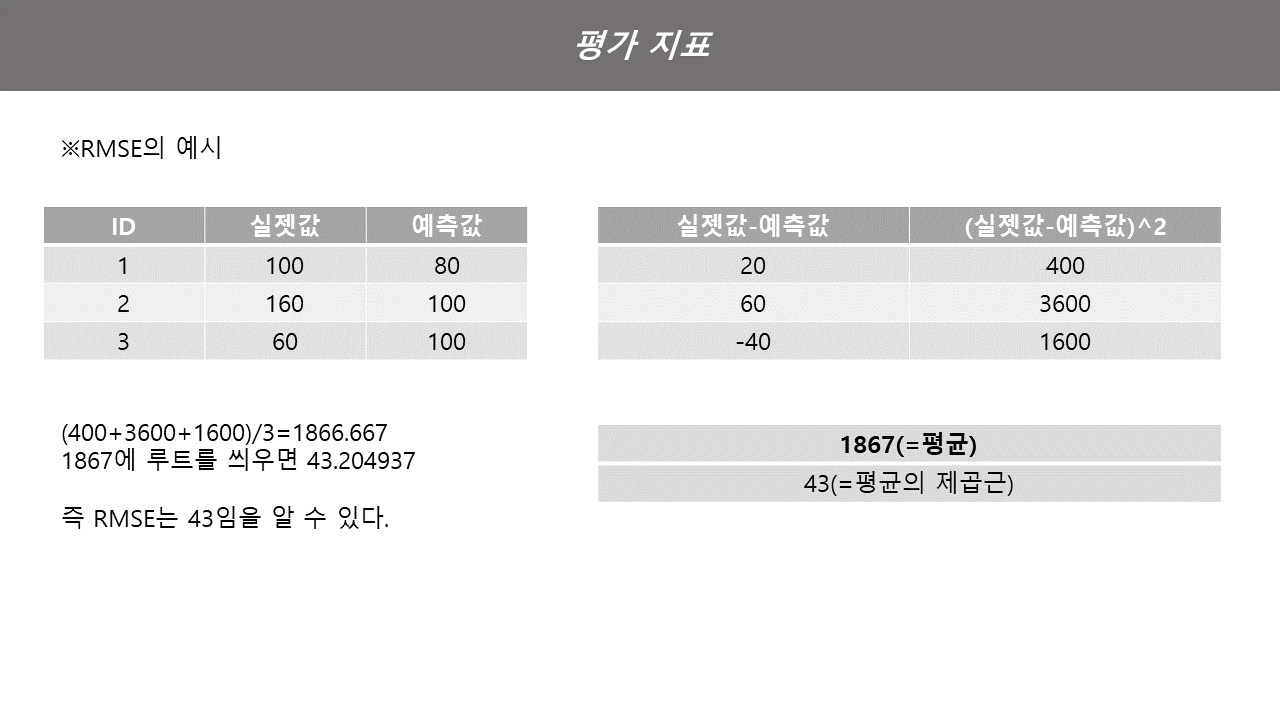 평가 지표
※RMSE의 예시
ID 실젯값 예측값
1 100 80
2 160 100
3 60 100
실젯값-예측값 (실젯값-예측값)^2
20 400
60 3600
-40 1600
(400+3600+1600)/3=1866.667
1867에 루트를 씌우면 43.204937
즉 RMSE는 43임을 알 수 있다.
1867(=평균)
43(=평균의 제곱근)